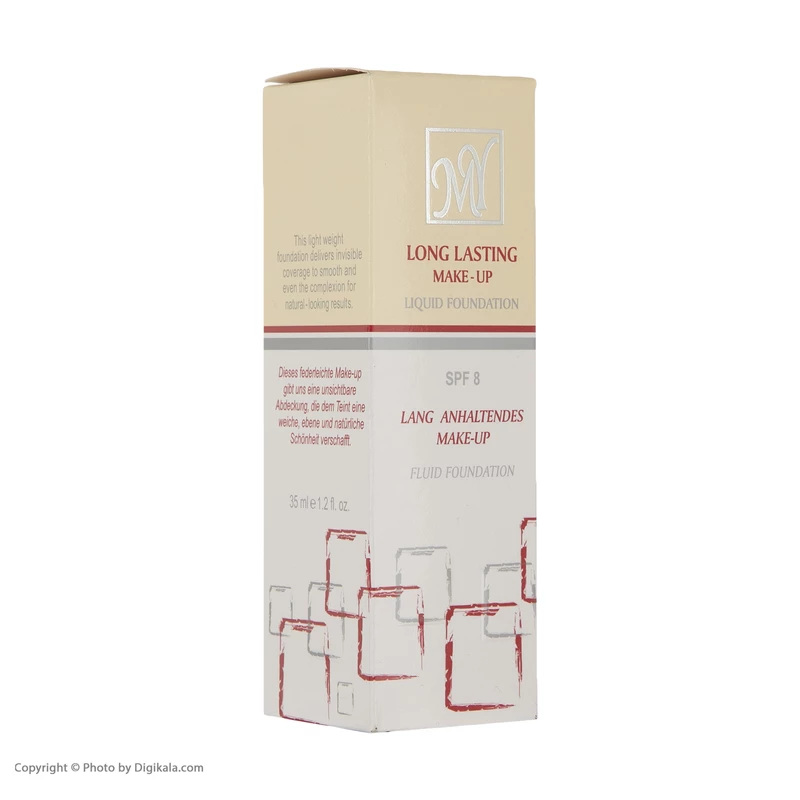 MY
LONG LASTING
MAKE-UP
LIQUID FOUNDATION
SPF 8
LANG ANHALTENDES
MAKE-UP
FLUID FOUNDATION
This light weight
foundation delivers invisible
coverage to smooth and
even the complexion for
natural-looking results.
Dieses federleichte Make-up
gibt uns eine unsichtbare
Abdeckung, die dem Teint eine
weiche, ebene und natürliche
Schönheit verschafft.
35 ml e 1.2 fl. oz.
Copyright © Photo by Digikala.com